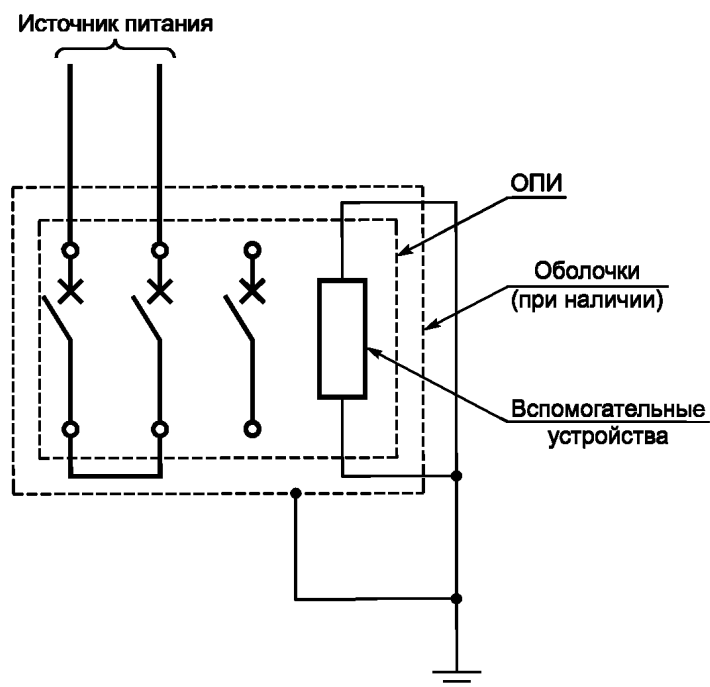 Источник питания
ОПИ
Оболочки
(при наличии)
Вспомогательные
устройства